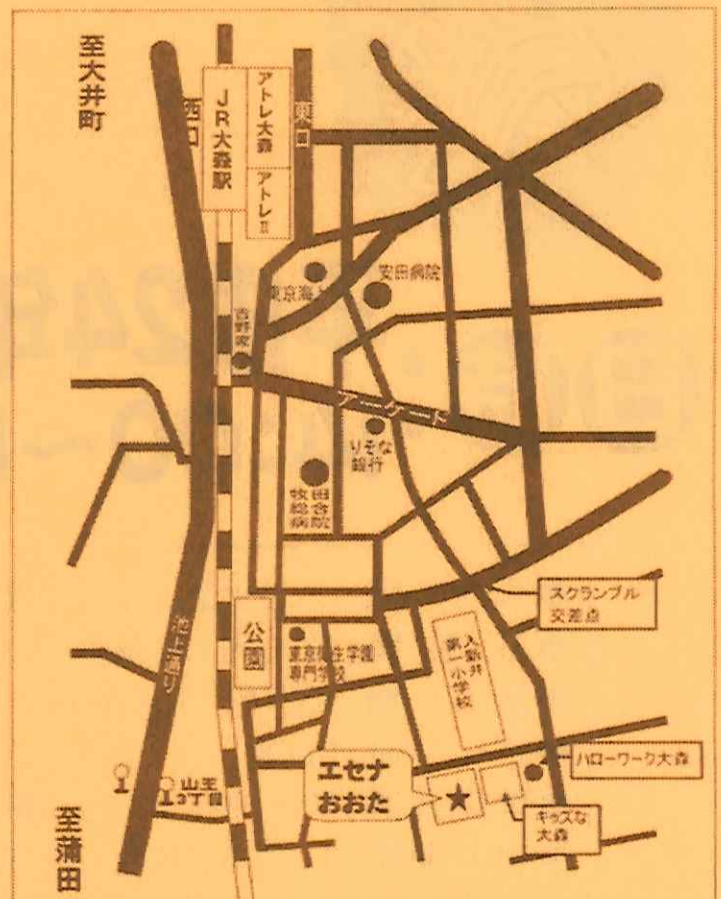 至大井町
西口
JR大森駅
アトレ大森
アトレⅡ
東口
東京海上
安田病院
吉野家
アーケード
りそな
銀行
牧田
総合
病院
スクランブル
交差点
公園
東京衛生学園
専門学校
入新井
第一小学校
池上通り
ハローワーク大森
エセナ
おおた
キッズな
大森
山王
3丁目
至蒲田